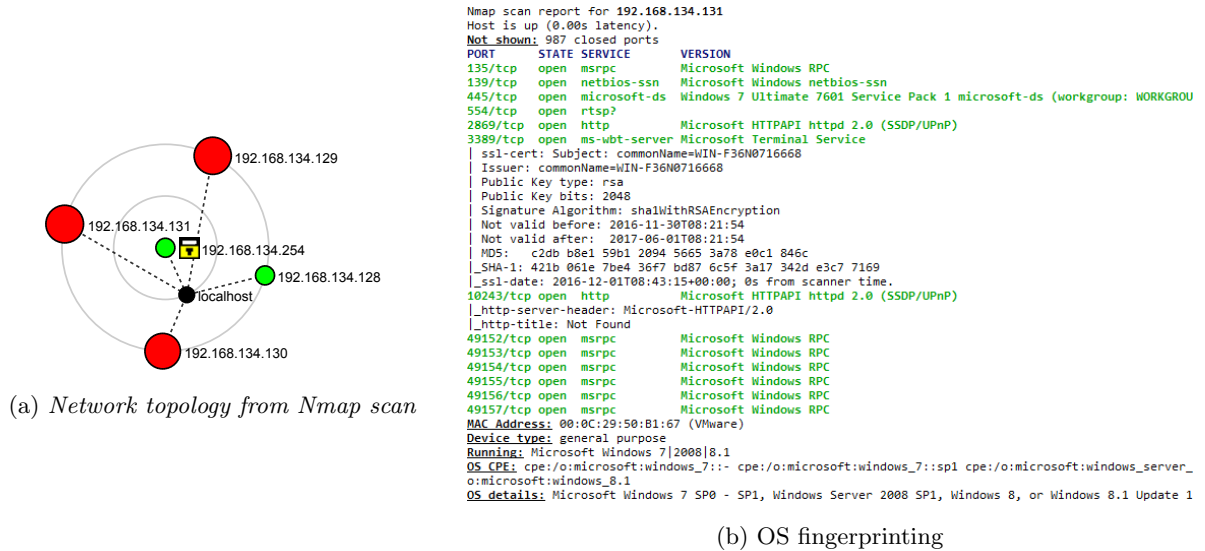 192.168.134.129
192.168.134.131
192.168.134.254
192.168.134.128
localhost
192.168.134.130
(a) Network topology from Nmap scan
Nmap scan report for 192.168.134.131
Host is up (0.00s latency).
Not shown: 987 closed ports
PORT STATE SERVICE VERSION
135/tcp open msrpc Microsoft Windows RPC
139/tcp open netbios-ssn Microsoft Windows netbios-ssn
445/tcp open microsoft-ds Windows 7 Ultimate 7601 Service Pack 1 microsoft-ds (workgroup: WORKGROU
554/tcp open rtsp?
2869/tcp open http Microsoft HTTPAPI httpd 2.0 (SSDP/UPnP)
3389/tcp open ms-wbt-server Microsoft Terminal Service
| ssl-cert: Subject: commonName=WIN-F36N0716668
| Issuer: commonName=WIN-F36N0716668
| Public Key type: rsa
| Public Key bits: 2048
| Signature Algorithm: sha1WithRSAEncryption
| Not valid before: 2016-11-30T08:21:54
| Not valid after: 2017-06-01T08:21:54
| MD5: c2db b8e1 59b1 2094 5665 3a78 e0c1 846c
|_SHA-1: 421b 061e 7be4 36f7 bd87 6c5f 3a17 342d e3c7 7169
|_ssl-date: 2016-12-01T08:43:15+00:00; 0s from scanner time.
10243/tcp open http Microsoft HTTPAPI httpd 2.0 (SSDP/UPnP)
|_http-server-header: Microsoft-HTTPAPI/2.0
|_http-title: Not Found
49152/tcp open msrpc Microsoft Windows RPC
49153/tcp open msrpc Microsoft Windows RPC
49154/tcp open msrpc Microsoft Windows RPC
49155/tcp open msrpc Microsoft Windows RPC
49156/tcp open msrpc Microsoft Windows RPC
49157/tcp open msrpc Microsoft Windows RPC
MAC Address: 00:0C:29:50:B1:67 (VMware)
Device type: general purpose
Running: Microsoft Windows 7|2008|8.1
OS CPE: cpe:/o:microsoft:windows_7::- cpe:/o:microsoft:windows_7::sp1 cpe:/o:microsoft:windows_server_
o:microsoft:windows_8.1
OS details: Microsoft Windows 7 SP0 - SP1, Windows Server 2008 SP1, Windows 8, or Windows 8.1 Update 1
(b) OS fingerprinting